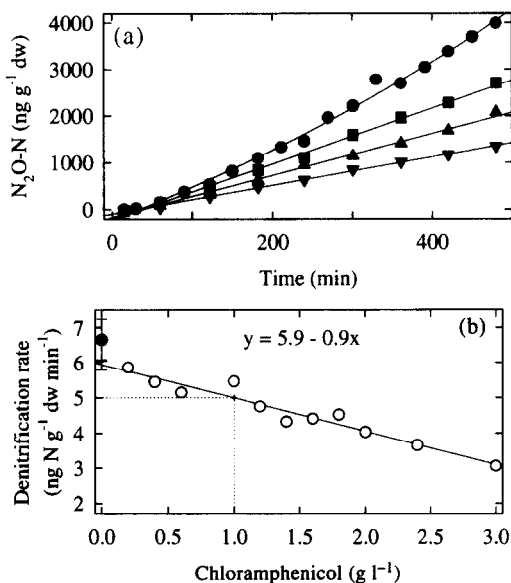 (a)
N₂O-N (ng g⁻¹ dw)
4000
3000
2000
1000
0
0 200 400
Time (min)
(b)
y = 5.9 - 0.9x
Denitrification rate
(ng N g⁻¹ dw min⁻¹)
7
6
5
4
3
2
0.0 0.5 1.0 1.5 2.0 2.5 3.0
Chloramphenicol (g l⁻¹)